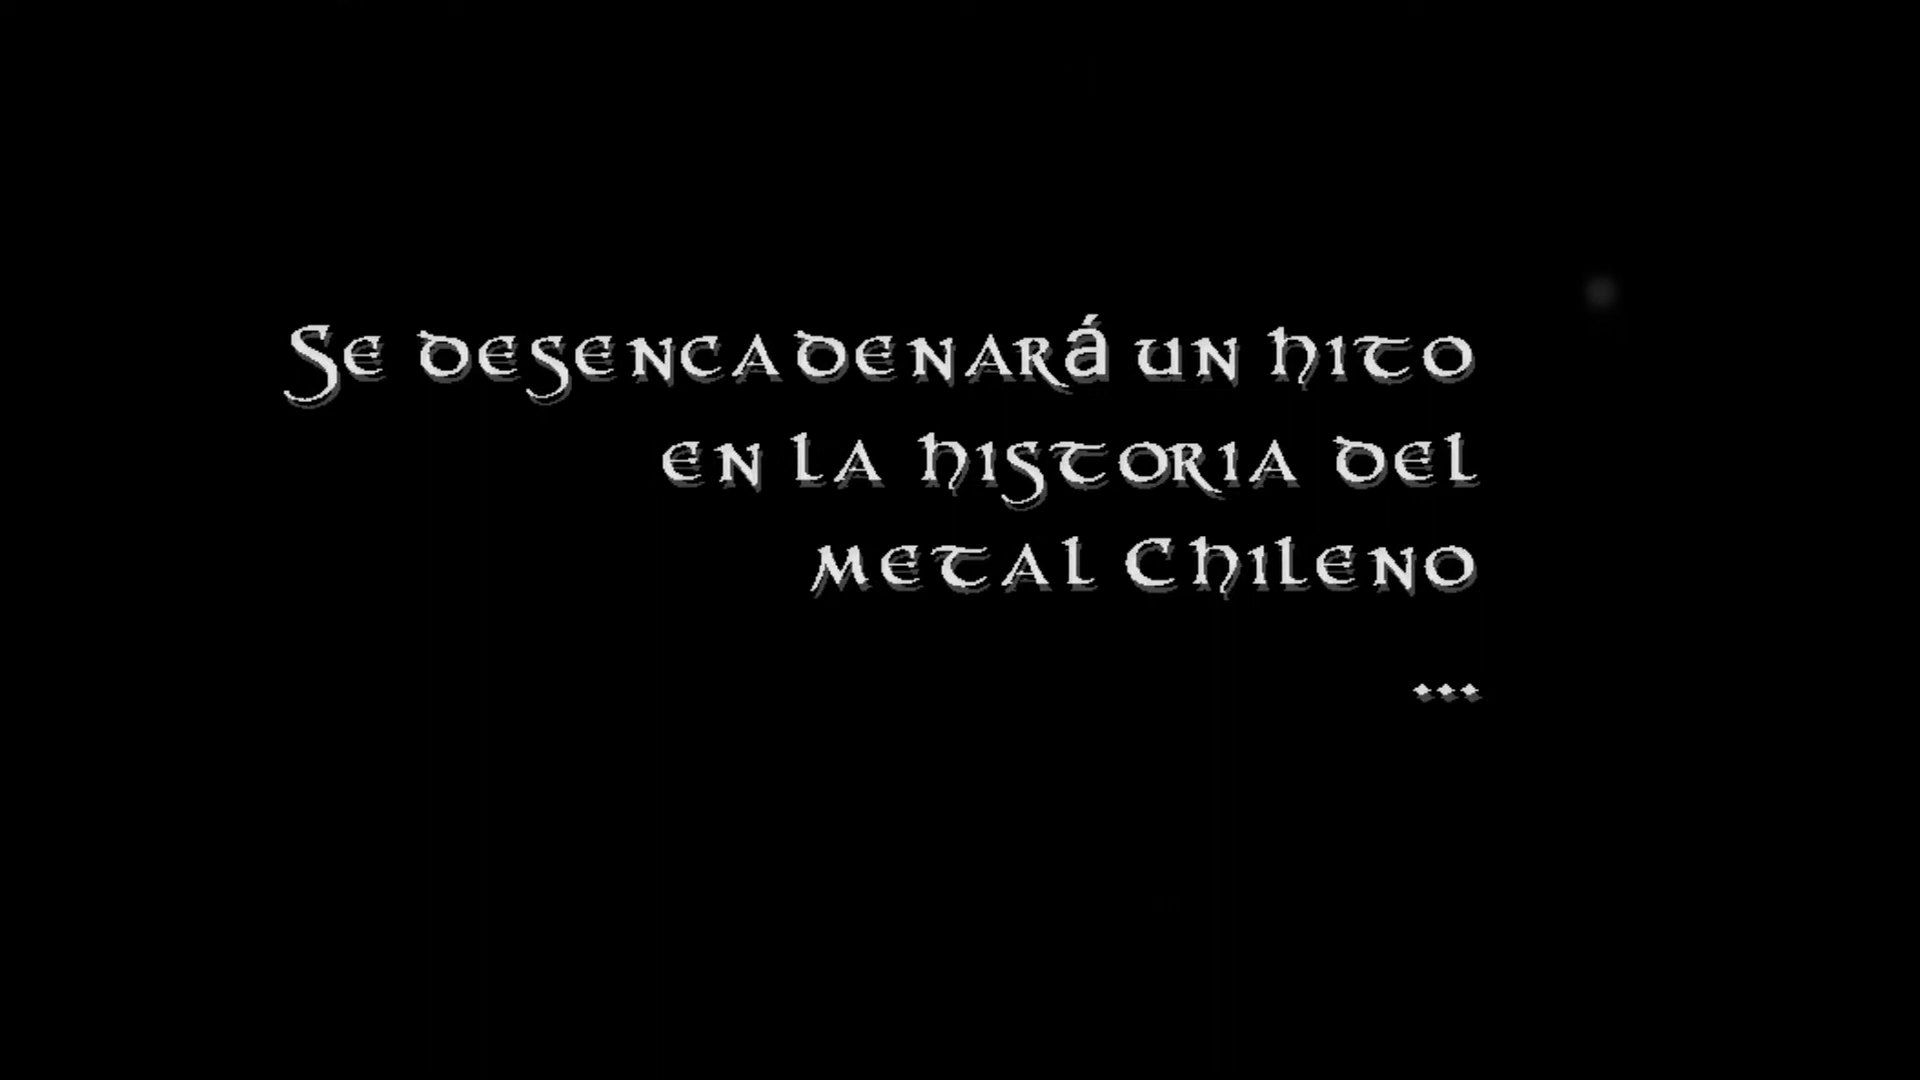 Se desencadenará un hito
en la historia del
metal Chileno
...